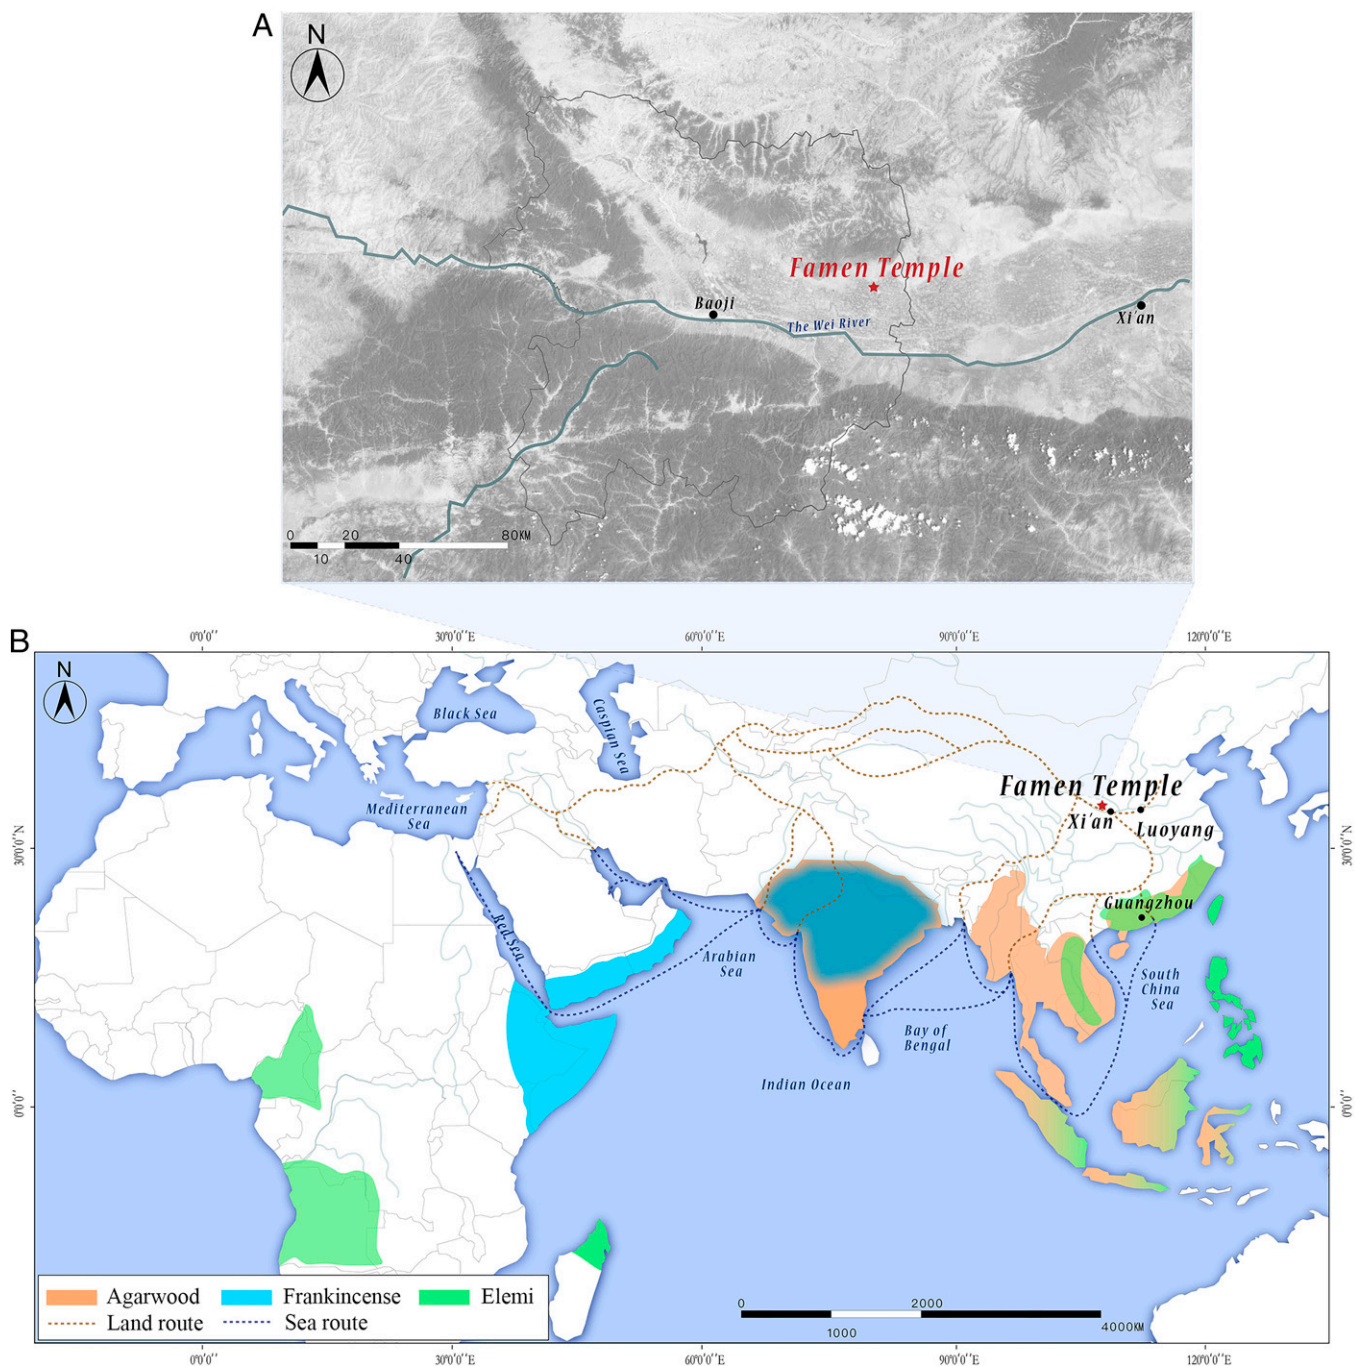 A
N
Famen Temple
Baoji
The Wei River
Xi'an
0 20 80KM
10 40
B
0°0'0'' 30°0'0''E 60°0'0''E 90°0'0''E 120°0'0''E
N
Black Sea
Caspian Sea
Mediterranean
Sea
Famen Temple
Xi'an
Luoyang
30°0'0''N
30°0'0''N
Guangzhou
Red Sea
Arabian
Sea
South
China
Sea
Bay of
Bengal
Indian Ocean
0°0'0''
0°0'0''
Agarwood Frankincense Elemi
Land route Sea route
0 2000
1000 4000KM
0°0'0'' 30°0'0''E 60°0'0''E 90°0'0''E 120°0'0''E